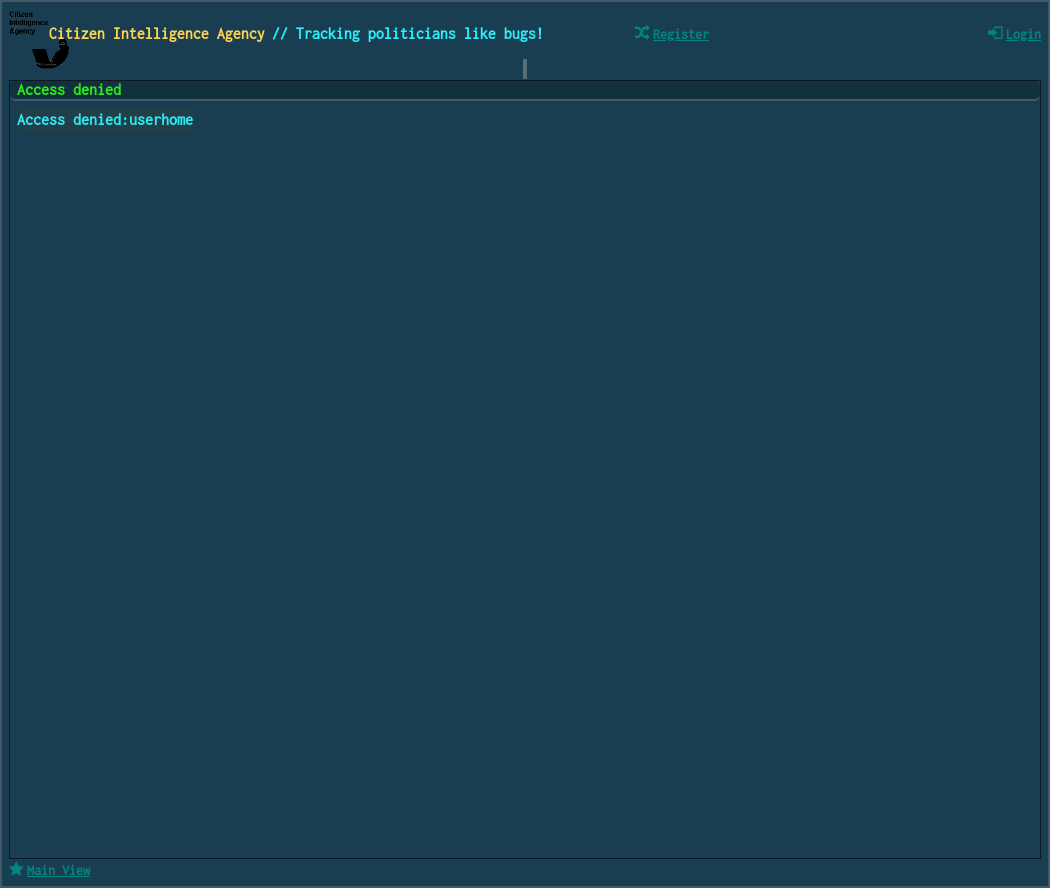 Citizen
Intelligence
Agency
Citizen Intelligence Agency // Tracking politicians like bugs!
Register
Login
Access denied
Access denied:userhome
Main View